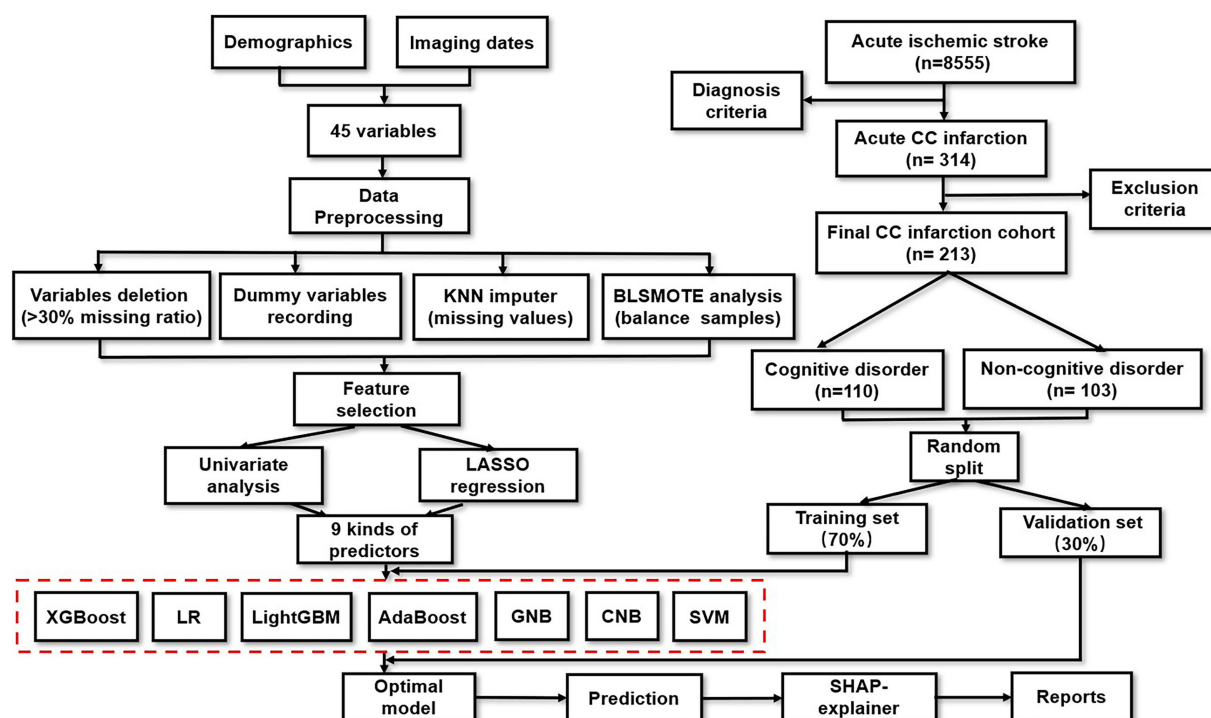 Demographics
Imaging dates
45 variables
Data
Preprocessing
Variables deletion
(>30% missing ratio)
Dummy variables
recording
KNN imputer
(missing values)
BLSMOTE analysis
(balance samples)
Feature
selection
Univariate
analysis
LASSO
regression
9 kinds of
predictors
Acute ischemic stroke
(n=8555)
Diagnosis
criteria
Acute CC infarction
(n= 314)
Exclusion
criteria
Final CC infarction cohort
(n= 213)
Cognitive disorder
(n=110)
Non-cognitive disorder
(n= 103)
Random
split
Training set
(70%)
Validation set
(30%)
XGBoost
LR
LightGBM
AdaBoost
GNB
CNB
SVM
Optimal
model
Prediction
SHAP-
explainer
Reports